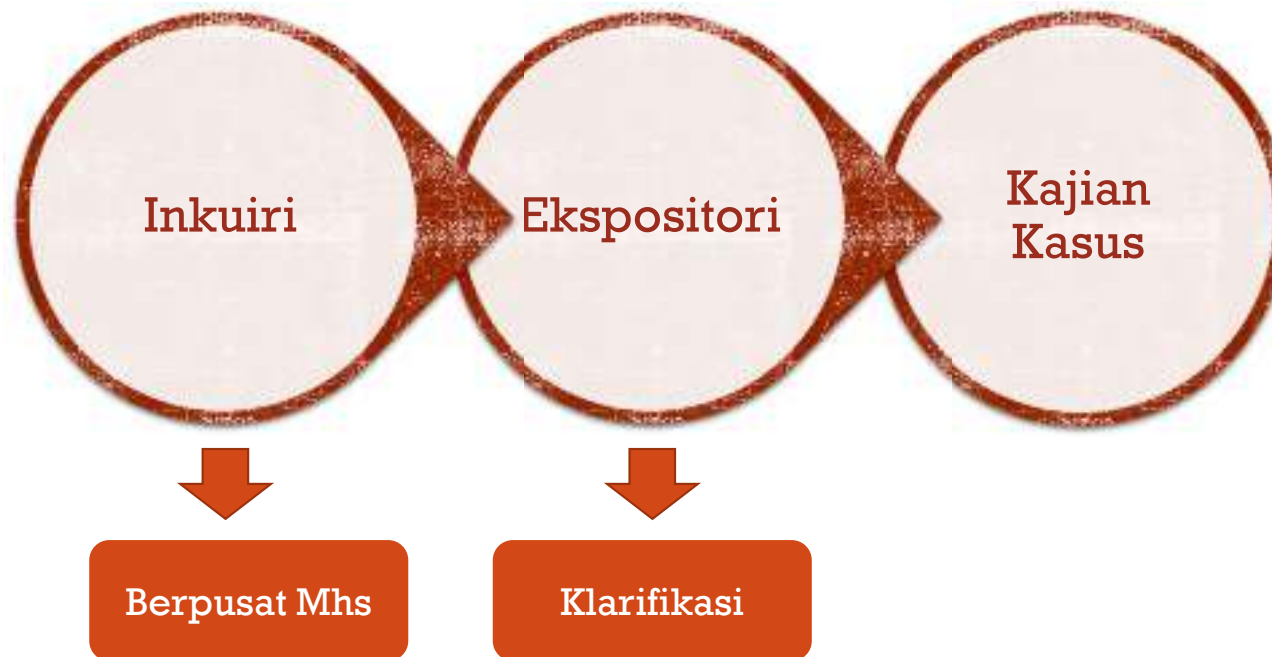 Inkuiri
Ekspositori
Kajian
Kasus
Berpusat Mhs
Klarifikasi